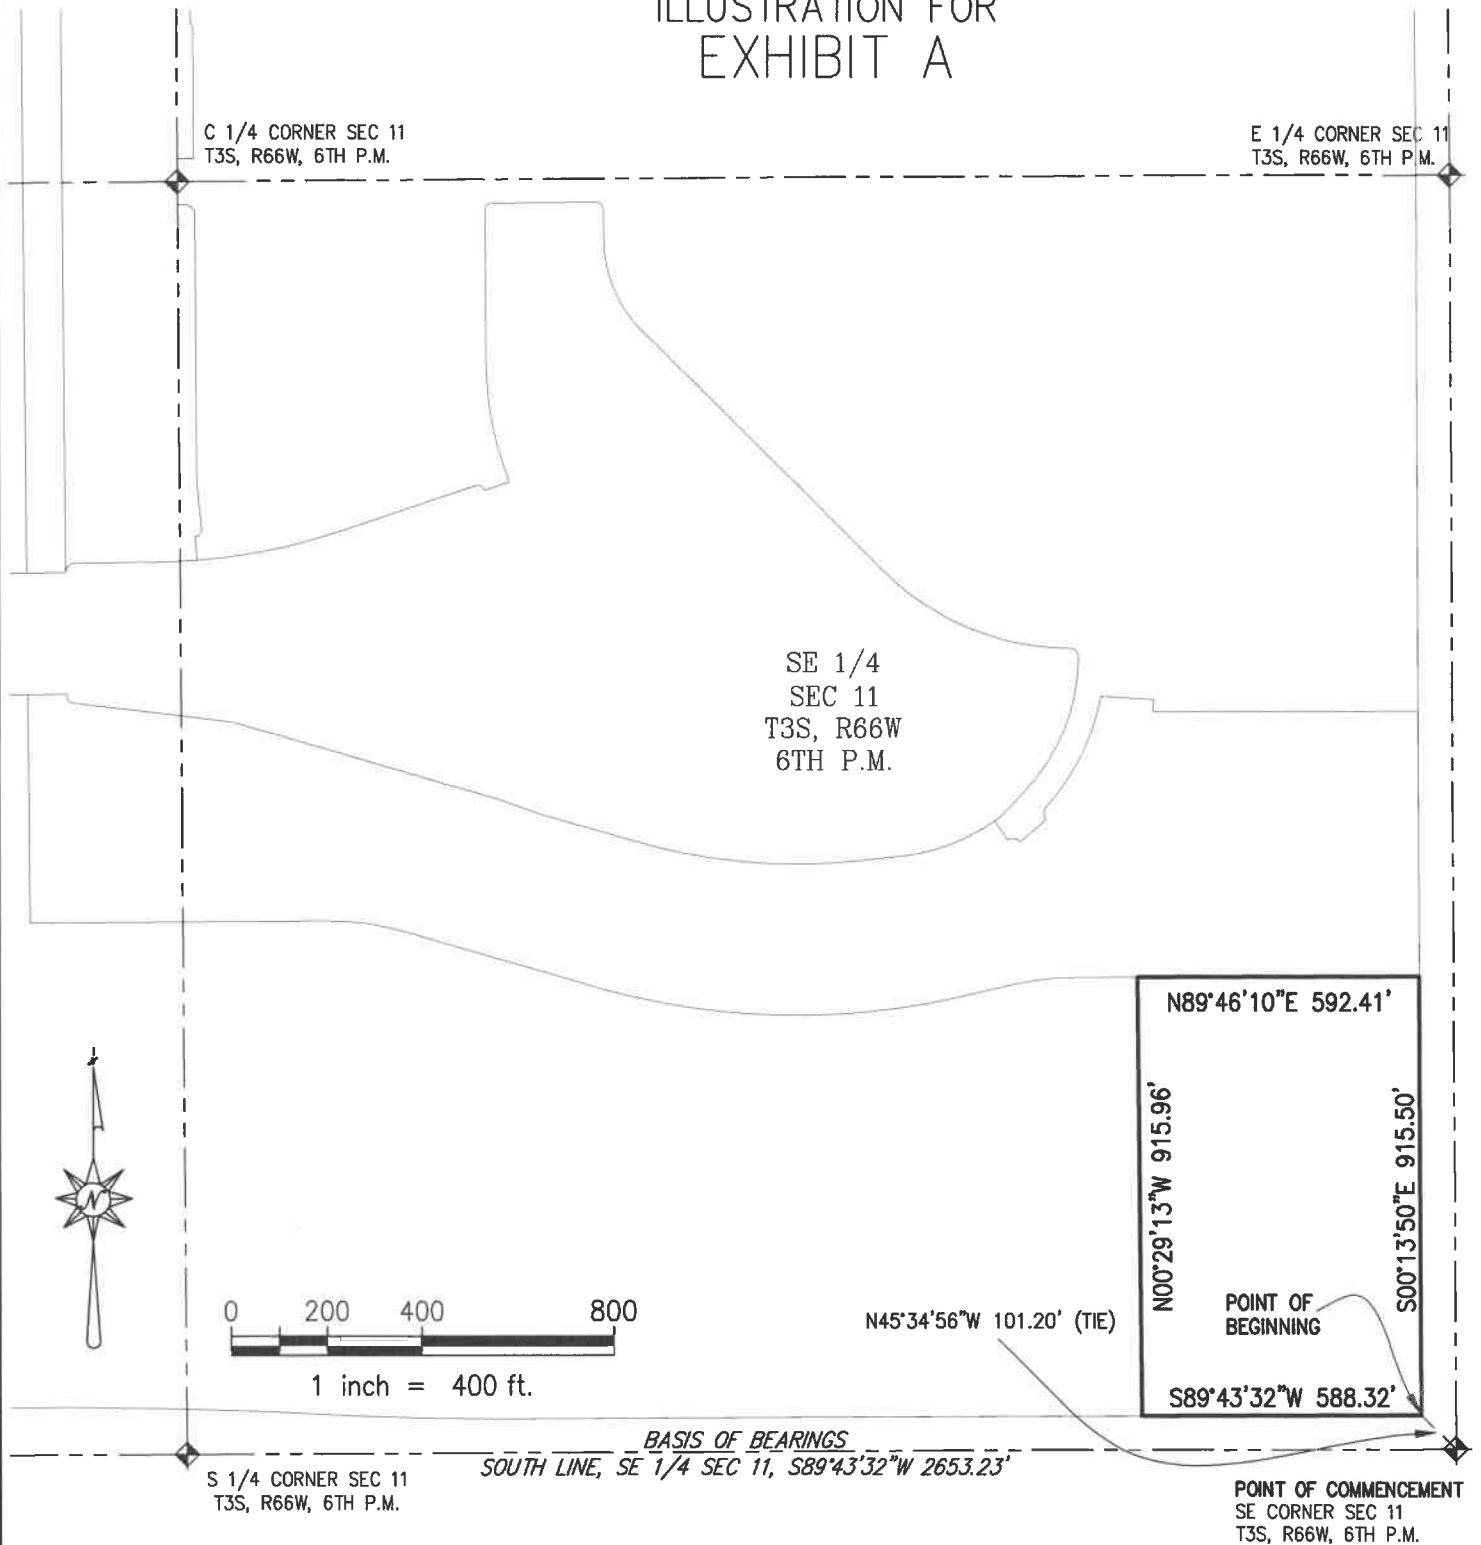 ILLUSTRATION FOR
EXHIBIT A
C 1/4 CORNER SEC 11
T3S, R66W, 6TH P.M.
E 1/4 CORNER SEC 11
T3S, R66W, 6TH P.M.
SE 1/4
SEC 11
T3S, R66W
6TH P.M.
N89°46'10"E 592.41'
N00°29'13"W 915.96'
S00°13'50"E 915.50'
N
POINT OF
BEGINNING
S89°43'32"W 588.32'
N45°34'56"W 101.20' (TIE)
0 200 400 800
1 inch = 400 ft.
BASIS OF BEARINGS
SOUTH LINE, SE 1/4 SEC 11, S89°43'32"W 2653.23'
S 1/4 CORNER SEC 11
T3S, R66W, 6TH P.M.
POINT OF COMMENCEMENT
SE CORNER SEC 11
T3S, R66W, 6TH P.M.